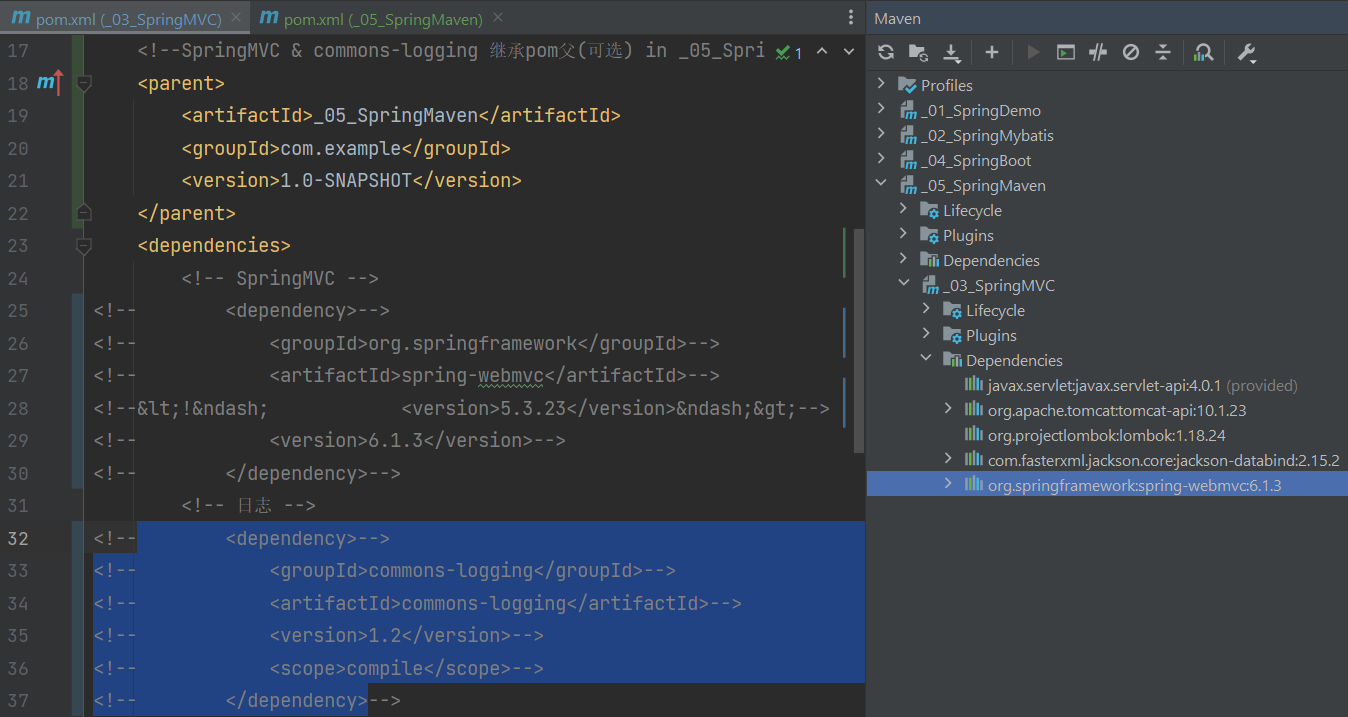 pom.xml (_03_SpringMVC)
pom.xml (_05_SpringMaven)
17 <!--SpringMVC & commons-logging 继承pom父(可选) in _05_Spri 1
18 <parent>
19 <artifactId>_05_SpringMaven</artifactId>
20 <groupId>com.example</groupId>
21 <version>1.0-SNAPSHOT</version>
22 </parent>
23 <dependencies>
24 <!-- SpringMVC -->
25 <!-- <dependency>-->
26 <!-- <groupId>org.springframework</groupId>-->
27 <!-- <artifactId>spring-webmvc</artifactId>-->
28 <!--&lt;!&ndash; <version>5.3.23</version>&ndash;&gt;-->
29 <!-- <version>6.1.3</version>-->
30 <!-- </dependency>-->
31 <!-- 日志 -->
32 <!-- <dependency>-->
33 <!-- <groupId>commons-logging</groupId>-->
34 <!-- <artifactId>commons-logging</artifactId>-->
35 <!-- <version>1.2</version>-->
36 <!-- <scope>compile</scope>-->
37 <!-- </dependency>-->
Maven
Profiles
_01_SpringDemo
_02_SpringMybatis
_04_SpringBoot
_05_SpringMaven
Lifecycle
Plugins
Dependencies
_03_SpringMVC
Lifecycle
Plugins
Dependencies
javax.servlet:javax.servlet-api:4.0.1 (provided)
org.apache.tomcat:tomcat-api:10.1.23
org.projectlombok:lombok:1.18.24
com.fasterxml.jackson.core:jackson-databind:2.15.2
org.springframework:spring-webmvc:6.1.3